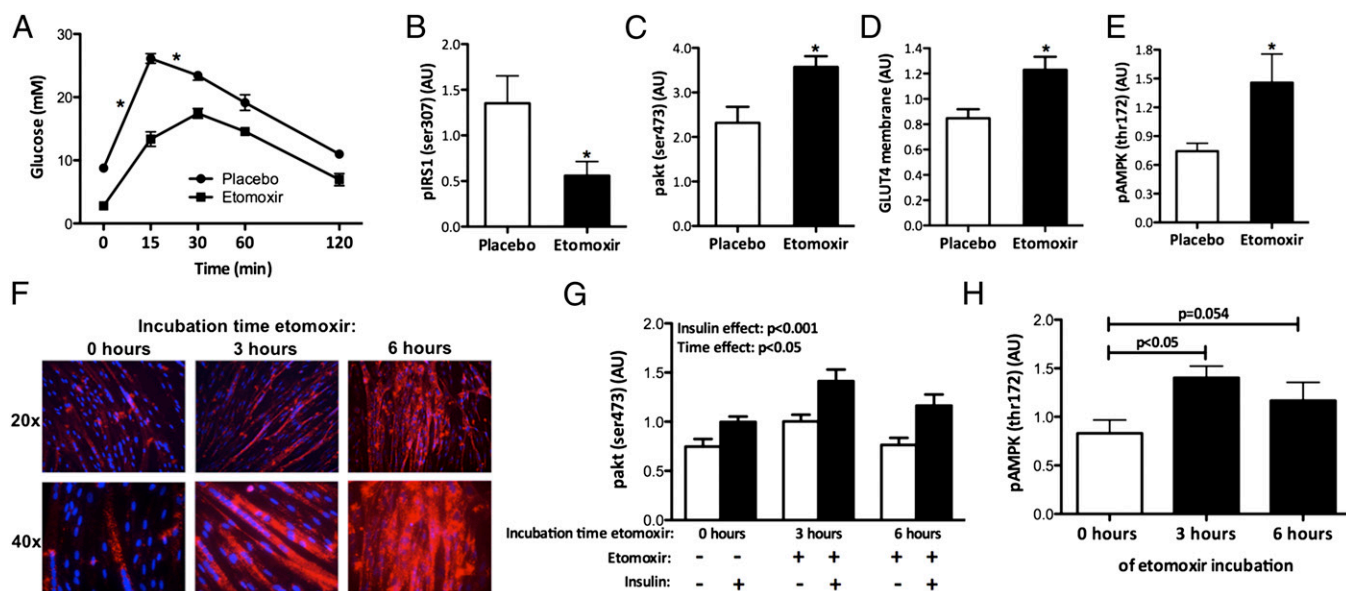 A
Glucose (mM)
30
20
10
0
*
*
Placebo
Etomoxir
0 15 30 60 120
Time (min)
B
pIRS1 (ser307) (AU)
2.0
1.5
1.0
0.5
0.0
*
Placebo Etomoxir
C
pakt (ser473) (AU)
4.0
3.0
2.0
1.0
0.0
*
Placebo Etomoxir
D
GLUT4 membrane (AU)
1.4
1.2
1.0
0.8
0.6
0.4
0.2
0.0
*
Placebo Etomoxir
E
pAMPK (thr172) (AU)
1.8
1.5
1.2
0.9
0.6
0.3
0.0
*
Placebo Etomoxir
F
Incubation time etomoxir:
0 hours 3 hours 6 hours
20x
40x
G
pakt (ser473) (AU)
2.0
1.5
1.0
0.5
0.0
Insulin effect: p<0.001
Time effect: p<0.05
Incubation time etomoxir: 0 hours 3 hours 6 hours
Etomoxir: - - + + + +
Insulin: - + - + - +
H
pAMPK (thr172) (AU)
2.0
1.5
1.0
0.5
0.0
p=0.054
p<0.05
0 hours 3 hours 6 hours
of etomoxir incubation